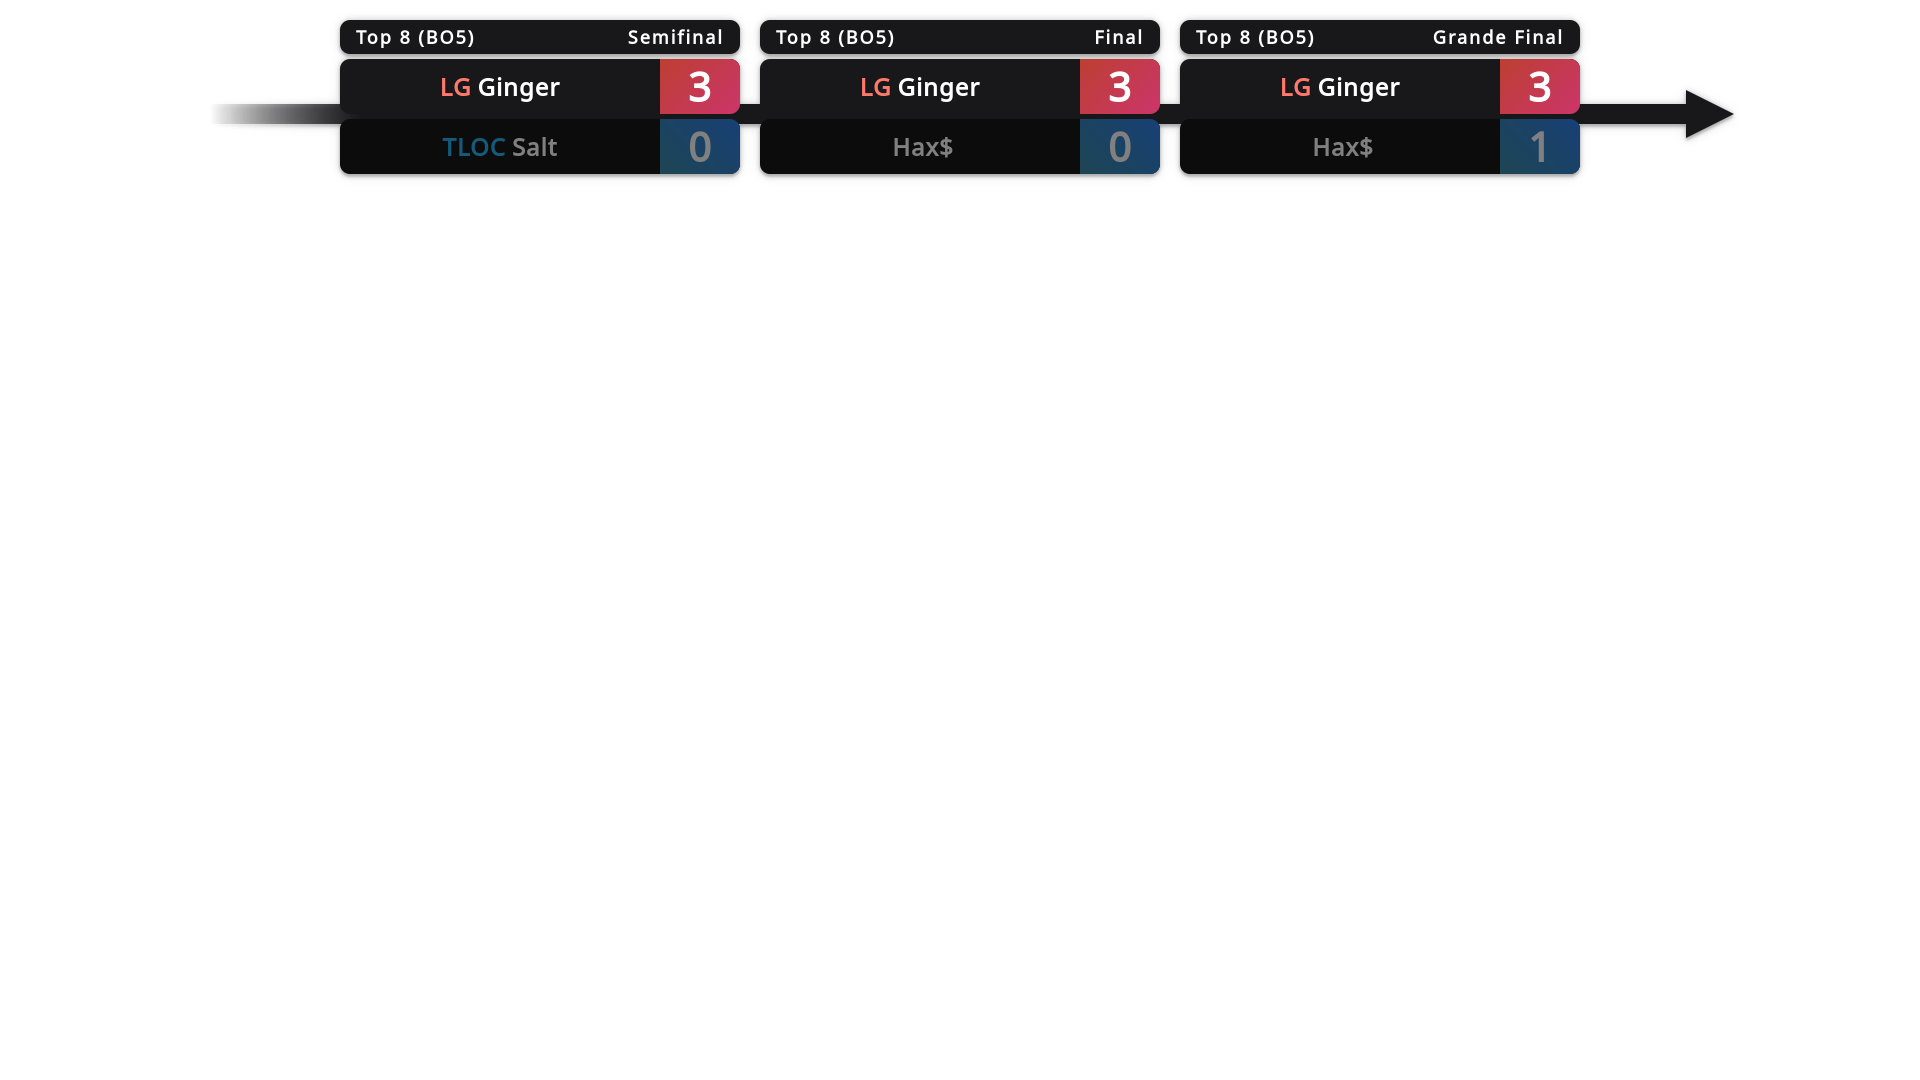 Top 8 (BO5) Semifinal
LG Ginger 3
TLOC Salt 0
Top 8 (BO5) Final
LG Ginger 3
Hax$ 0
Top 8 (BO5) Grande Final
LG Ginger 3
Hax$ 1